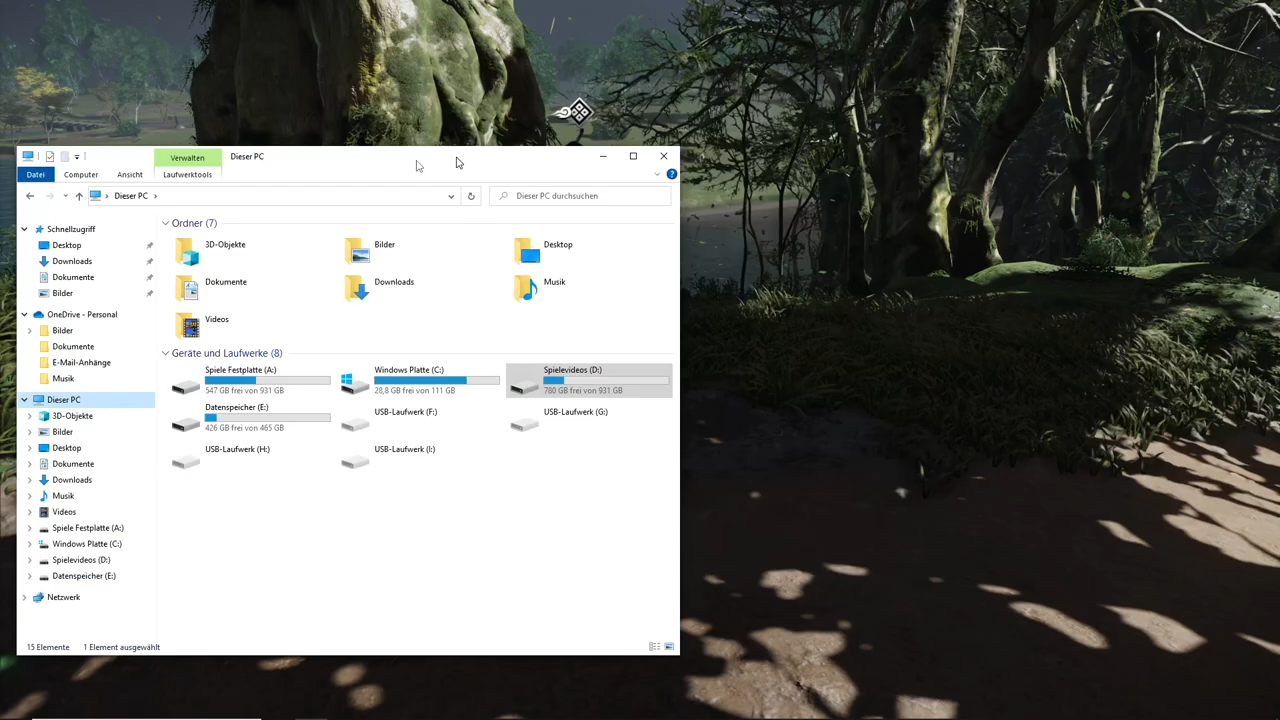 Verwalten
Dieser PC
Datei
Computer
Ansicht
Laufwerktools
Dieser PC
Dieser PC durchsuchen
Schnellzugriff
Desktop
Downloads
Dokumente
Bilder
OneDrive - Personal
Bilder
Dokumente
E-Mail-Anhänge
Musik
Dieser PC
3D-Objekte
Bilder
Desktop
Dokumente
Downloads
Musik
Videos
Spiele Festplatte (A:)
Windows Platte (C:)
Spielevideos (D:)
Datenspeicher (E:)
Netzwerk
Ordner (7)
3D-Objekte
Bilder
Desktop
Dokumente
Downloads
Musik
Videos
Geräte und Laufwerke (8)
Spiele Festplatte (A:)
547 GB frei von 931 GB
Windows Platte (C:)
28,8 GB frei von 111 GB
Spielevideos (D:)
780 GB frei von 931 GB
Datenspeicher (E:)
426 GB frei von 465 GB
USB-Laufwerk (F:)
USB-Laufwerk (G:)
USB-Laufwerk (H:)
USB-Laufwerk (I:)
15 Elemente
1 Element ausgewählt